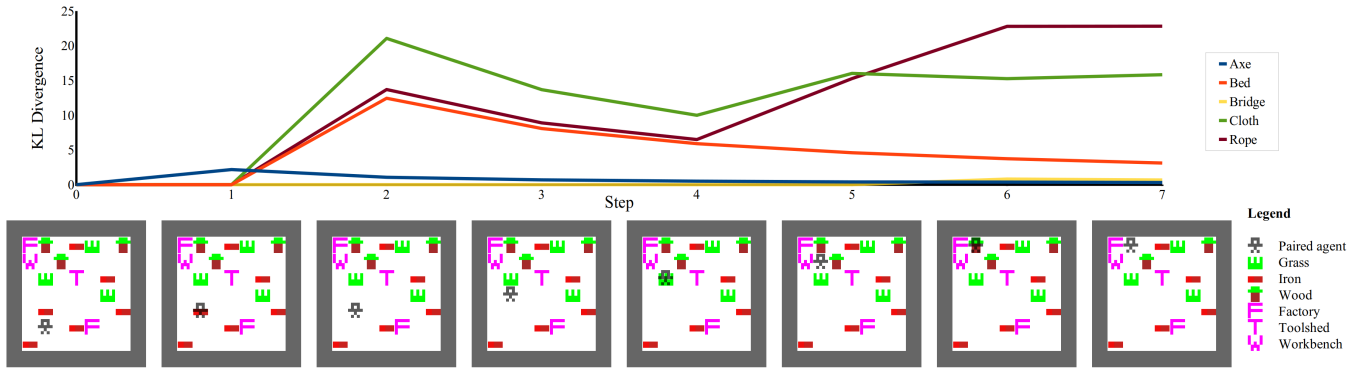 25
20
15
10
5
0
KL Divergence
0 1 2 3 4 5 6 7
Step
Axe
Bed
Bridge
Cloth
Rope
Legend
Paired agent
Grass
Iron
Wood
Factory
Toolshed
Workbench